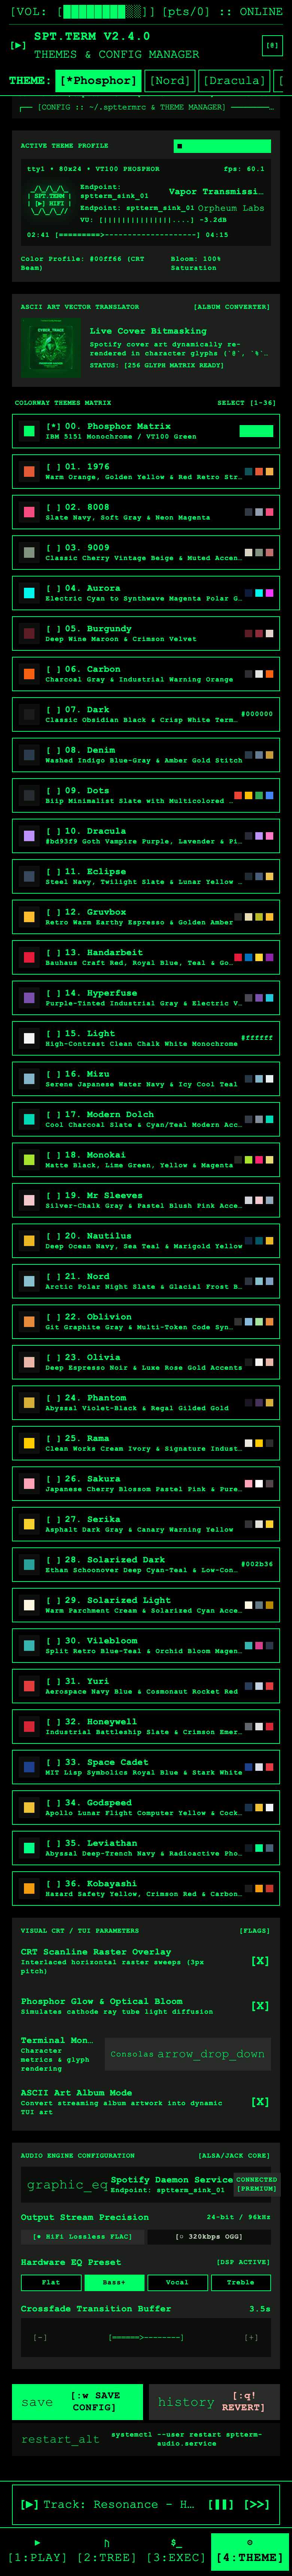 [VOL: [████████░░]] [pts/0] :: ONLINE
[▶] SPT.TERM V2.4.0
THEMES & CONFIG MANAGER
[@]
THEME: [*Phosphor] [Nord] [Dracula] [
┌── [CONFIG :: ~/.sptermrc & THEME MANAGER] ───────…
ACTIVE THEME PROFILE
■
tty1 • 80x24 • VT100 PHOSPHOR fps: 60.1
| SPT.TERM |
| [▶] HIFI |
Endpoint: sptterm_sink_01
Vapor Transmissi…
Endpoint: sptterm_sink_01 Orpheum Labs
VU: [|||||||||||||||....] -3.2dB
02:41 [=========>---------------------] 04:15
Color Profile: #00ff66 (CRT Beam)
Bloom: 100% Saturation
ASCII ART VECTOR TRANSLATOR [ALBUM CONVERTER]
Live Cover Bitmasking
Spotify cover art dynamically re-
rendered in character glyphs (`@`, `%`…
STATUS: [256 GLYPH MATRIX READY]
COLORWAY THEMES MATRIX SELECT [1-36]
[*] 00. Phosphor Matrix
IBM 5151 Monochrome / VT100 Green
[ ] 01. 1976
Warm Orange, Golden Yellow & Red Retro Str…
[ ] 02. 8008
Slate Navy, Soft Gray & Neon Magenta
[ ] 03. 9009
Classic Cherry Vintage Beige & Muted Accen…
[ ] 04. Aurora
Electric Cyan to Synthwave Magenta Polar G…
[ ] 05. Burgundy
Deep Wine Maroon & Crimson Velvet
[ ] 06. Carbon
Charcoal Gray & Industrial Warning Orange
[ ] 07. Dark
Classic Obsidian Black & Crisp White Term…
#000000
[ ] 08. Denim
Washed Indigo Blue-Gray & Amber Gold Stitch
[ ] 09. Dots
Biip Minimalist Slate with Multicolored …
[ ] 10. Dracula
#bd93f9 Goth Vampire Purple, Lavender & Pi…
[ ] 11. Eclipse
Steel Navy, Twilight Slate & Lunar Yellow …
[ ] 12. Gruvbox
Retro Warm Earthy Espresso & Golden Amber
[ ] 13. Handarbeit
Bauhaus Craft Red, Royal Blue, Teal & Go…
[ ] 14. Hyperfuse
Purple-Tinted Industrial Gray & Electric V…
[ ] 15. Light
High-Contrast Clean Chalk White Monochrome
#ffffff
[ ] 16. Mizu
Serene Japanese Water Navy & Icy Cool Teal
[ ] 17. Modern Dolch
Cool Charcoal Slate & Cyan/Teal Modern Acc…
[ ] 18. Monokai
Matte Black, Lime Green, Yellow & Magenta
[ ] 19. Mr Sleeves
Silver-Chalk Gray & Pastel Blush Pink Acce…
[ ] 20. Nautilus
Deep Ocean Navy, Sea Teal & Marigold Yellow
[ ] 21. Nord
Arctic Polar Night Slate & Glacial Frost B…
[ ] 22. Oblivion
Git Graphite Gray & Multi-Token Code Syn…
[ ] 23. Olivia
Deep Espresso Noir & Luxe Rose Gold Accents
[ ] 24. Phantom
Abyssal Violet-Black & Regal Gilded Gold
[ ] 25. Rama
Clean Works Cream Ivory & Signature Indust…
[ ] 26. Sakura
Japanese Cherry Blossom Pastel Pink & Pure…
[ ] 27. Serika
Asphalt Dark Gray & Canary Warning Yellow
[ ] 28. Solarized Dark
Ethan Schoonover Deep Cyan-Teal & Low-Con…
#002b36
[ ] 29. Solarized Light
Warm Parchment Cream & Solarized Cyan Acce…
[ ] 30. Vilebloom
Split Retro Blue-Teal & Orchid Bloom Magen…
[ ] 31. Yuri
Aerospace Navy Blue & Cosmonaut Rocket Red
[ ] 32. Honeywell
Industrial Battleship Slate & Crimson Emer…
[ ] 33. Space Cadet
MIT Lisp Symbolics Royal Blue & Stark White
[ ] 34. Godspeed
Apollo Lunar Flight Computer Yellow & Cock…
[ ] 35. Leviathan
Abyssal Deep-Trench Navy & Radioactive Pho…
[ ] 36. Kobayashi
Hazard Safety Yellow, Crimson Red & Carbon…
VISUAL CRT / TUI PARAMETERS [FLAGS]
CRT Scanline Raster Overlay
Interlaced horizontal raster sweeps (3px pitch)
[X]
Phosphor Glow & Optical Bloom
Simulates cathode ray tube light diffusion
[X]
Terminal Mon…
Character metrics & glyph rendering
Consolas arrow_drop_down
ASCII Art Album Mode
Convert streaming album artwork into dynamic TUI art
[X]
AUDIO ENGINE CONFIGURATION [ALSA/JACK CORE]
graphic_eq Spotify Daemon Service
Endpoint: sptterm_sink_01
CONNECTED
[PREMIUM]
Output Stream Precision 24-bit / 96kHz
[● HiFi Lossless FLAC] [○ 320kbps OGG]
Hardware EQ Preset [DSP ACTIVE]
Flat Bass+ Vocal Treble
Crossfade Transition Buffer 3.5s
[-] [======>--------] [+]
save [:w SAVE CONFIG]
history [:q! REVERT]
restart_alt systemctl --user restart sptterm-audio.service
[▶] Track: Resonance - H… [▐▐] [>>]
[1:PLAY] [2:TREE] [3:EXEC] [4:THEME]